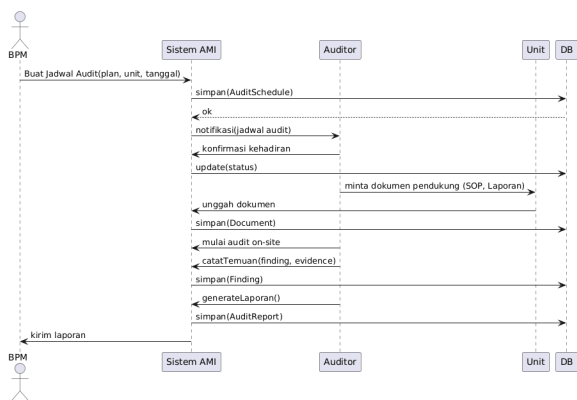 BPM
Sistem AMI
Auditor
Unit
DB
Buat Jadwal Audit(plan, unit, tanggal)
simpan(AuditSchedule)
ok
notifikasi(jadwal audit)
konfirmasi kehadiran
update(status)
minta dokumen pendukung (SOP, Laporan)
unggah dokumen
simpan(Document)
mulai audit on-site
catatTemuan(finding, evidence)
simpan(Finding)
generateLaporan()
simpan(AuditReport)
kirim laporan
BPM
Sistem AMI
Auditor
Unit
DB